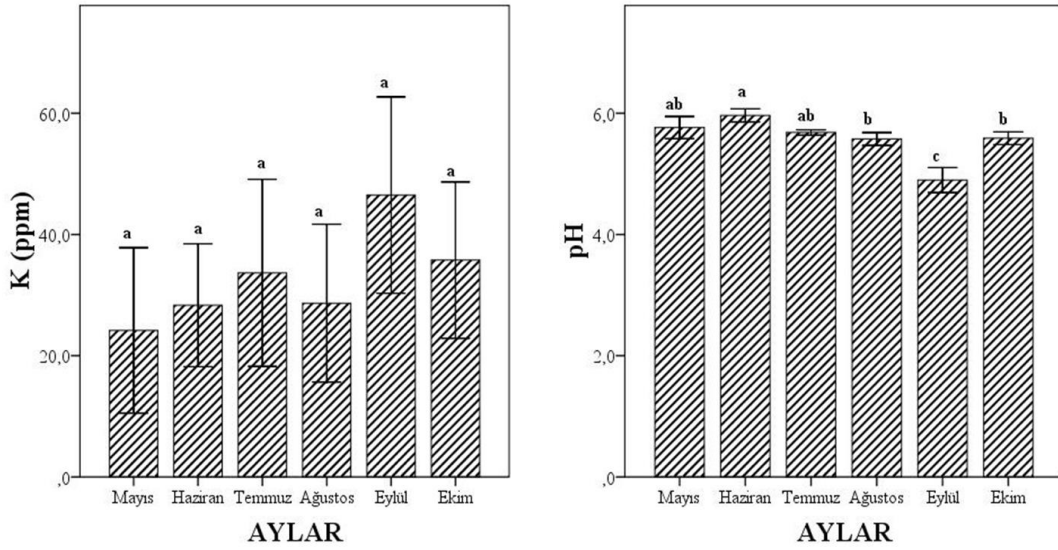 K (ppm)
60,0
40,0
20,0
,0
a
a
a
a
a
a
Mayıs Haziran Temmuz Ağustos Eylül Ekim
AYLAR
pH
6,0
4,0
2,0
,0
ab
a
ab
b
c
b
Mayıs Haziran Temmuz Ağustos Eylül Ekim
AYLAR